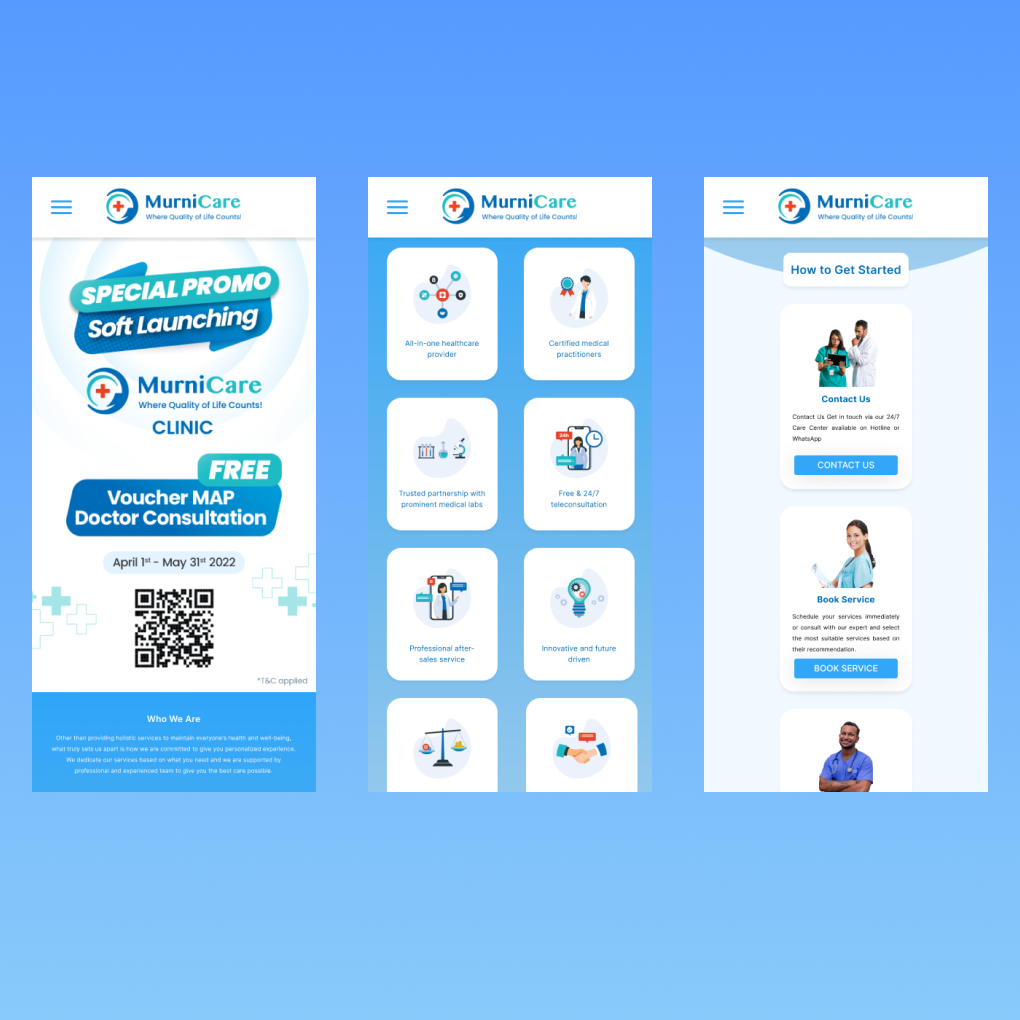 MurniCare
Where Quality of Life Counts!
SPECIAL PROMO
Soft Launching
MurniCare
Where Quality of Life Counts!
CLINIC
FREE
Voucher MAP
Doctor Consultation
April 1st - May 31st 2022
*T&C applied
Who We Are
Other than providing holistic services to maintain everyone's health and well-being,
what truly sets us apart is how we are committed to give you personalized experience.
We dedicate our services based on what you need and we are supported by
professional and experienced team to give you the best care possible.
MurniCare
Where Quality of Life Counts!
All-in-one healthcare
provider
Certified medical
practitioners
Trusted partnership with
prominent medical labs
24h
Free & 24/7
teleconsultation
Professional after-
sales service
Innovative and future
driven
MurniCare
Where Quality of Life Counts!
How to Get Started
Contact Us
Contact Us Get in touch via our 24/7
Care Center available on Hotline or
WhatsApp
CONTACT US
Book Service
Schedule your services immediately
or consult with our expert and select
the most suitable services based on
their recommendation.
BOOK SERVICE